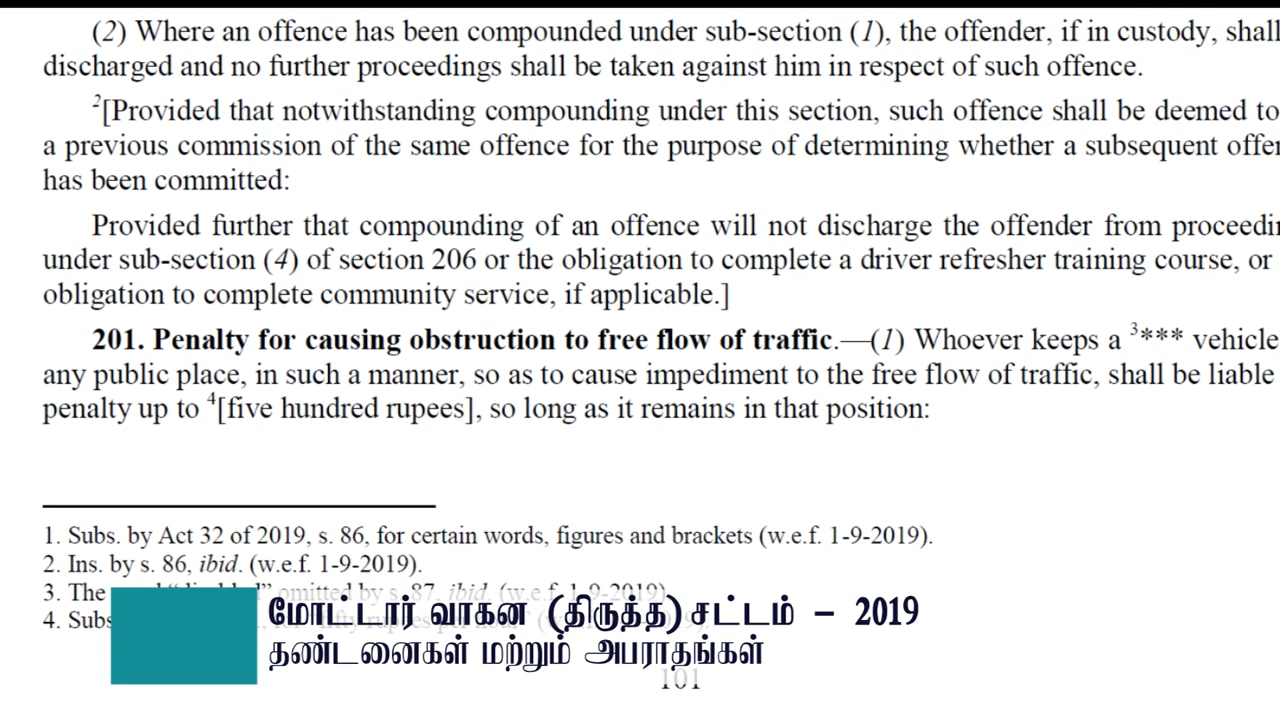 (2) Where an offence has been compounded under sub-section (1), the offender, if in custody, shall
discharged and no further proceedings shall be taken against him in respect of such offence.
2[Provided that notwithstanding compounding under this section, such offence shall be deemed to
a previous commission of the same offence for the purpose of determining whether a subsequent offe
has been committed:
Provided further that compounding of an offence will not discharge the offender from proceedi
under sub-section (4) of section 206 or the obligation to complete a driver refresher training course, or
obligation to complete community service, if applicable.]
201. Penalty for causing obstruction to free flow of traffic.—(1) Whoever keeps a 3*** vehicle
any public place, in such a manner, so as to cause impediment to the free flow of traffic, shall be liable
penalty up to 4[five hundred rupees], so long as it remains in that position:
1. Subs. by Act 32 of 2019, s. 86, for certain words, figures and brackets (w.e.f. 1-9-2019).
2. Ins. by s. 86, ibid. (w.e.f. 1-9-2019).
3. The omitted by s. 87, ibid. (w.e.f. 1-9-2019)
4. Subs
மோட்டார் வாகன (திருத்த) சட்டம் – 2019
தண்டனைகள் மற்றும் அபராதங்கள்
101